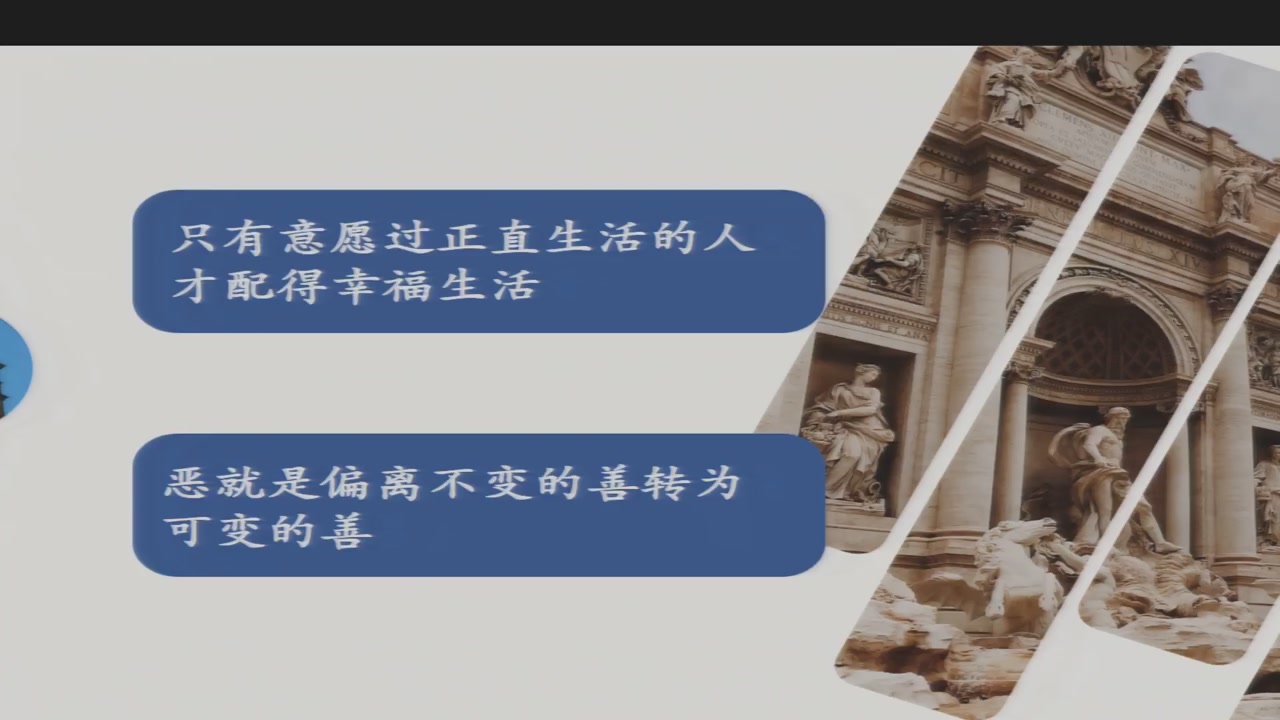 只有意愿过正直生活的人
才配得幸福生活
恶就是偏离不变的善转为
可变的善